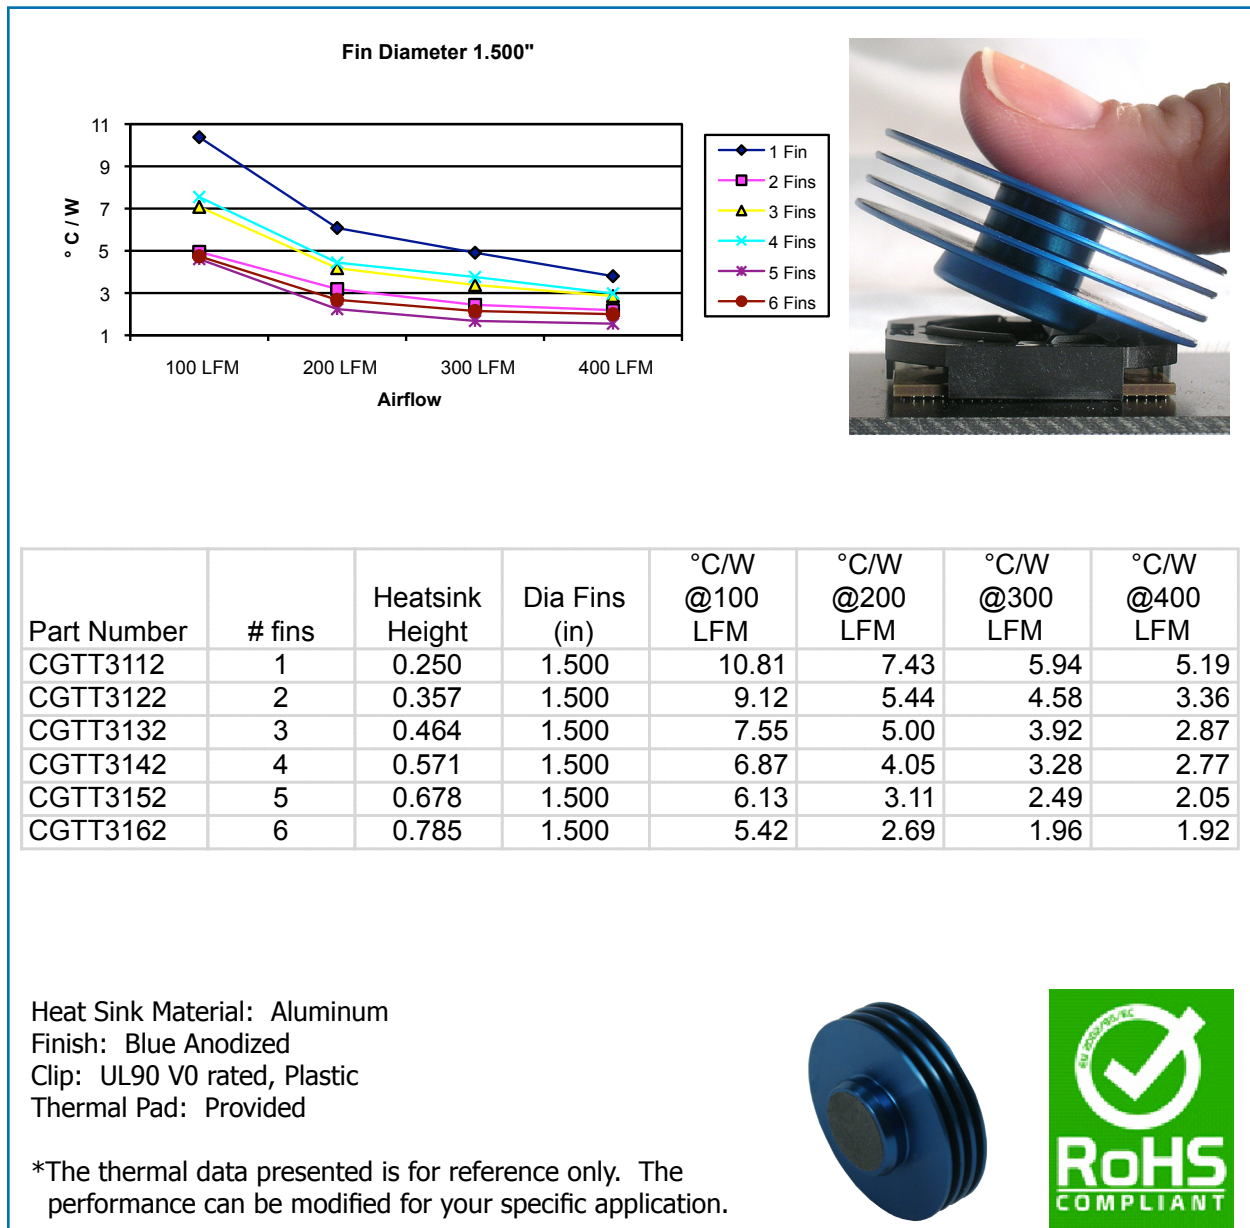 Fin Diameter 1.500"
11
9
7
5
3
1
° C / W
100 LFM 200 LFM 300 LFM 400 LFM
Airflow
1 Fin
2 Fins
3 Fins
4 Fins
5 Fins
6 Fins
Part Number # fins Heatsink Height Dia Fins (in) °C/W @100 LFM °C/W @200 LFM °C/W @300 LFM °C/W @400 LFM
CGTT3112 1 0.250 1.500 10.81 7.43 5.94 5.19
CGTT3122 2 0.357 1.500 9.12 5.44 4.58 3.36
CGTT3132 3 0.464 1.500 7.55 5.00 3.92 2.87
CGTT3142 4 0.571 1.500 6.87 4.05 3.28 2.77
CGTT3152 5 0.678 1.500 6.13 3.11 2.49 2.05
CGTT3162 6 0.785 1.500 5.42 2.69 1.96 1.92
Heat Sink Material: Aluminum
Finish: Blue Anodized
Clip: UL90 V0 rated, Plastic
Thermal Pad: Provided
*The thermal data presented is for reference only. The
performance can be modified for your specific application.
EU 2002/95/EC
RoHS
COMPLIANT